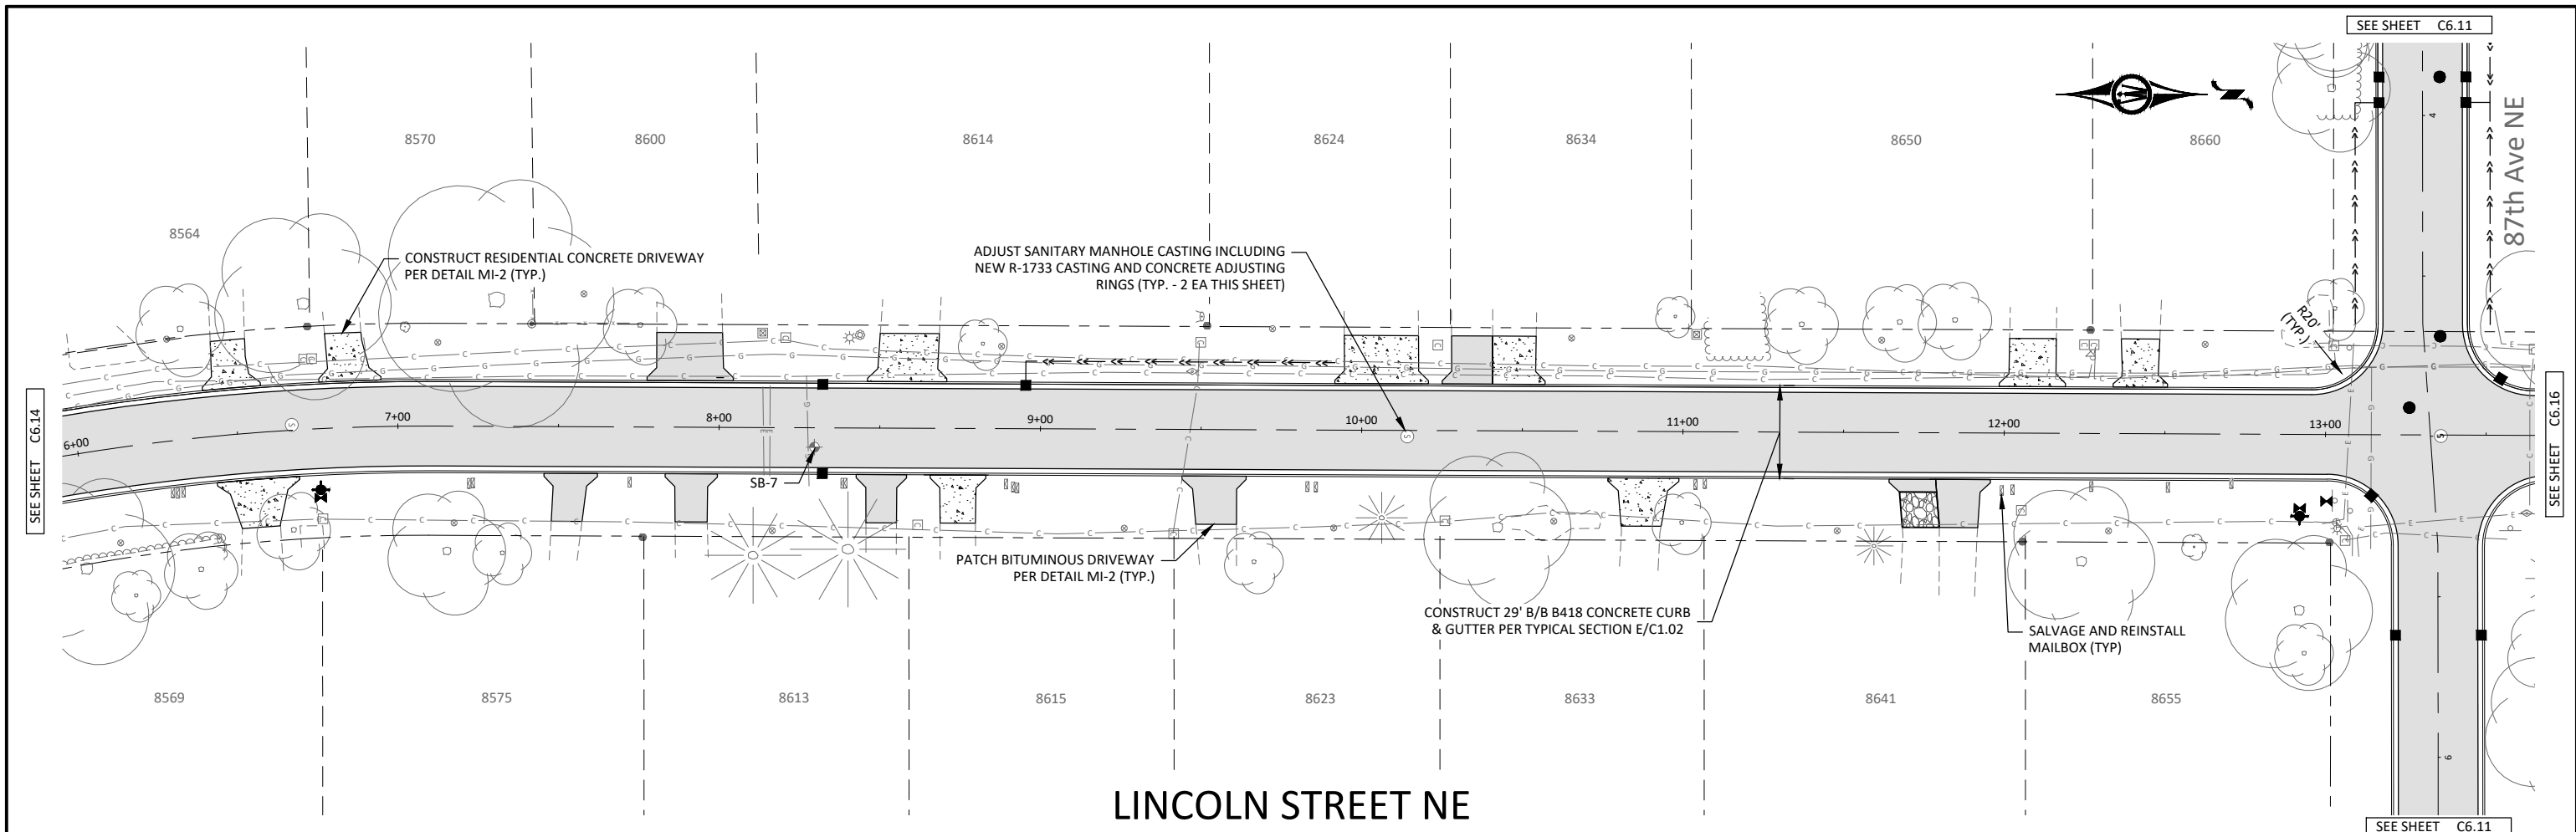 SEE SHEET C6.11
8570
8600
8614
8624
8634
8650
8660
87th Ave NE
4
8564
CONSTRUCT RESIDENTIAL CONCRETE DRIVEWAY
PER DETAIL MI-2 (TYP.)
ADJUST SANITARY MANHOLE CASTING INCLUDING
NEW R-1733 CASTING AND CONCRETE ADJUSTING
RINGS (TYP. - 2 EA THIS SHEET)
R20'
(TYP.)
SEE SHEET C6.14
6+00
7+00
8+00
9+00
10+00
11+00
12+00
13+00
SEE SHEET C6.16
SB-7
PATCH BITUMINOUS DRIVEWAY
PER DETAIL MI-2 (TYP.)
CONSTRUCT 29' B/B B418 CONCRETE CURB
& GUTTER PER TYPICAL SECTION E/C1.02
SALVAGE AND REINSTALL
MAILBOX (TYP)
8569
8575
8613
8615
8623
8633
8641
8655
6
LINCOLN STREET NE
SEE SHEET C6.11